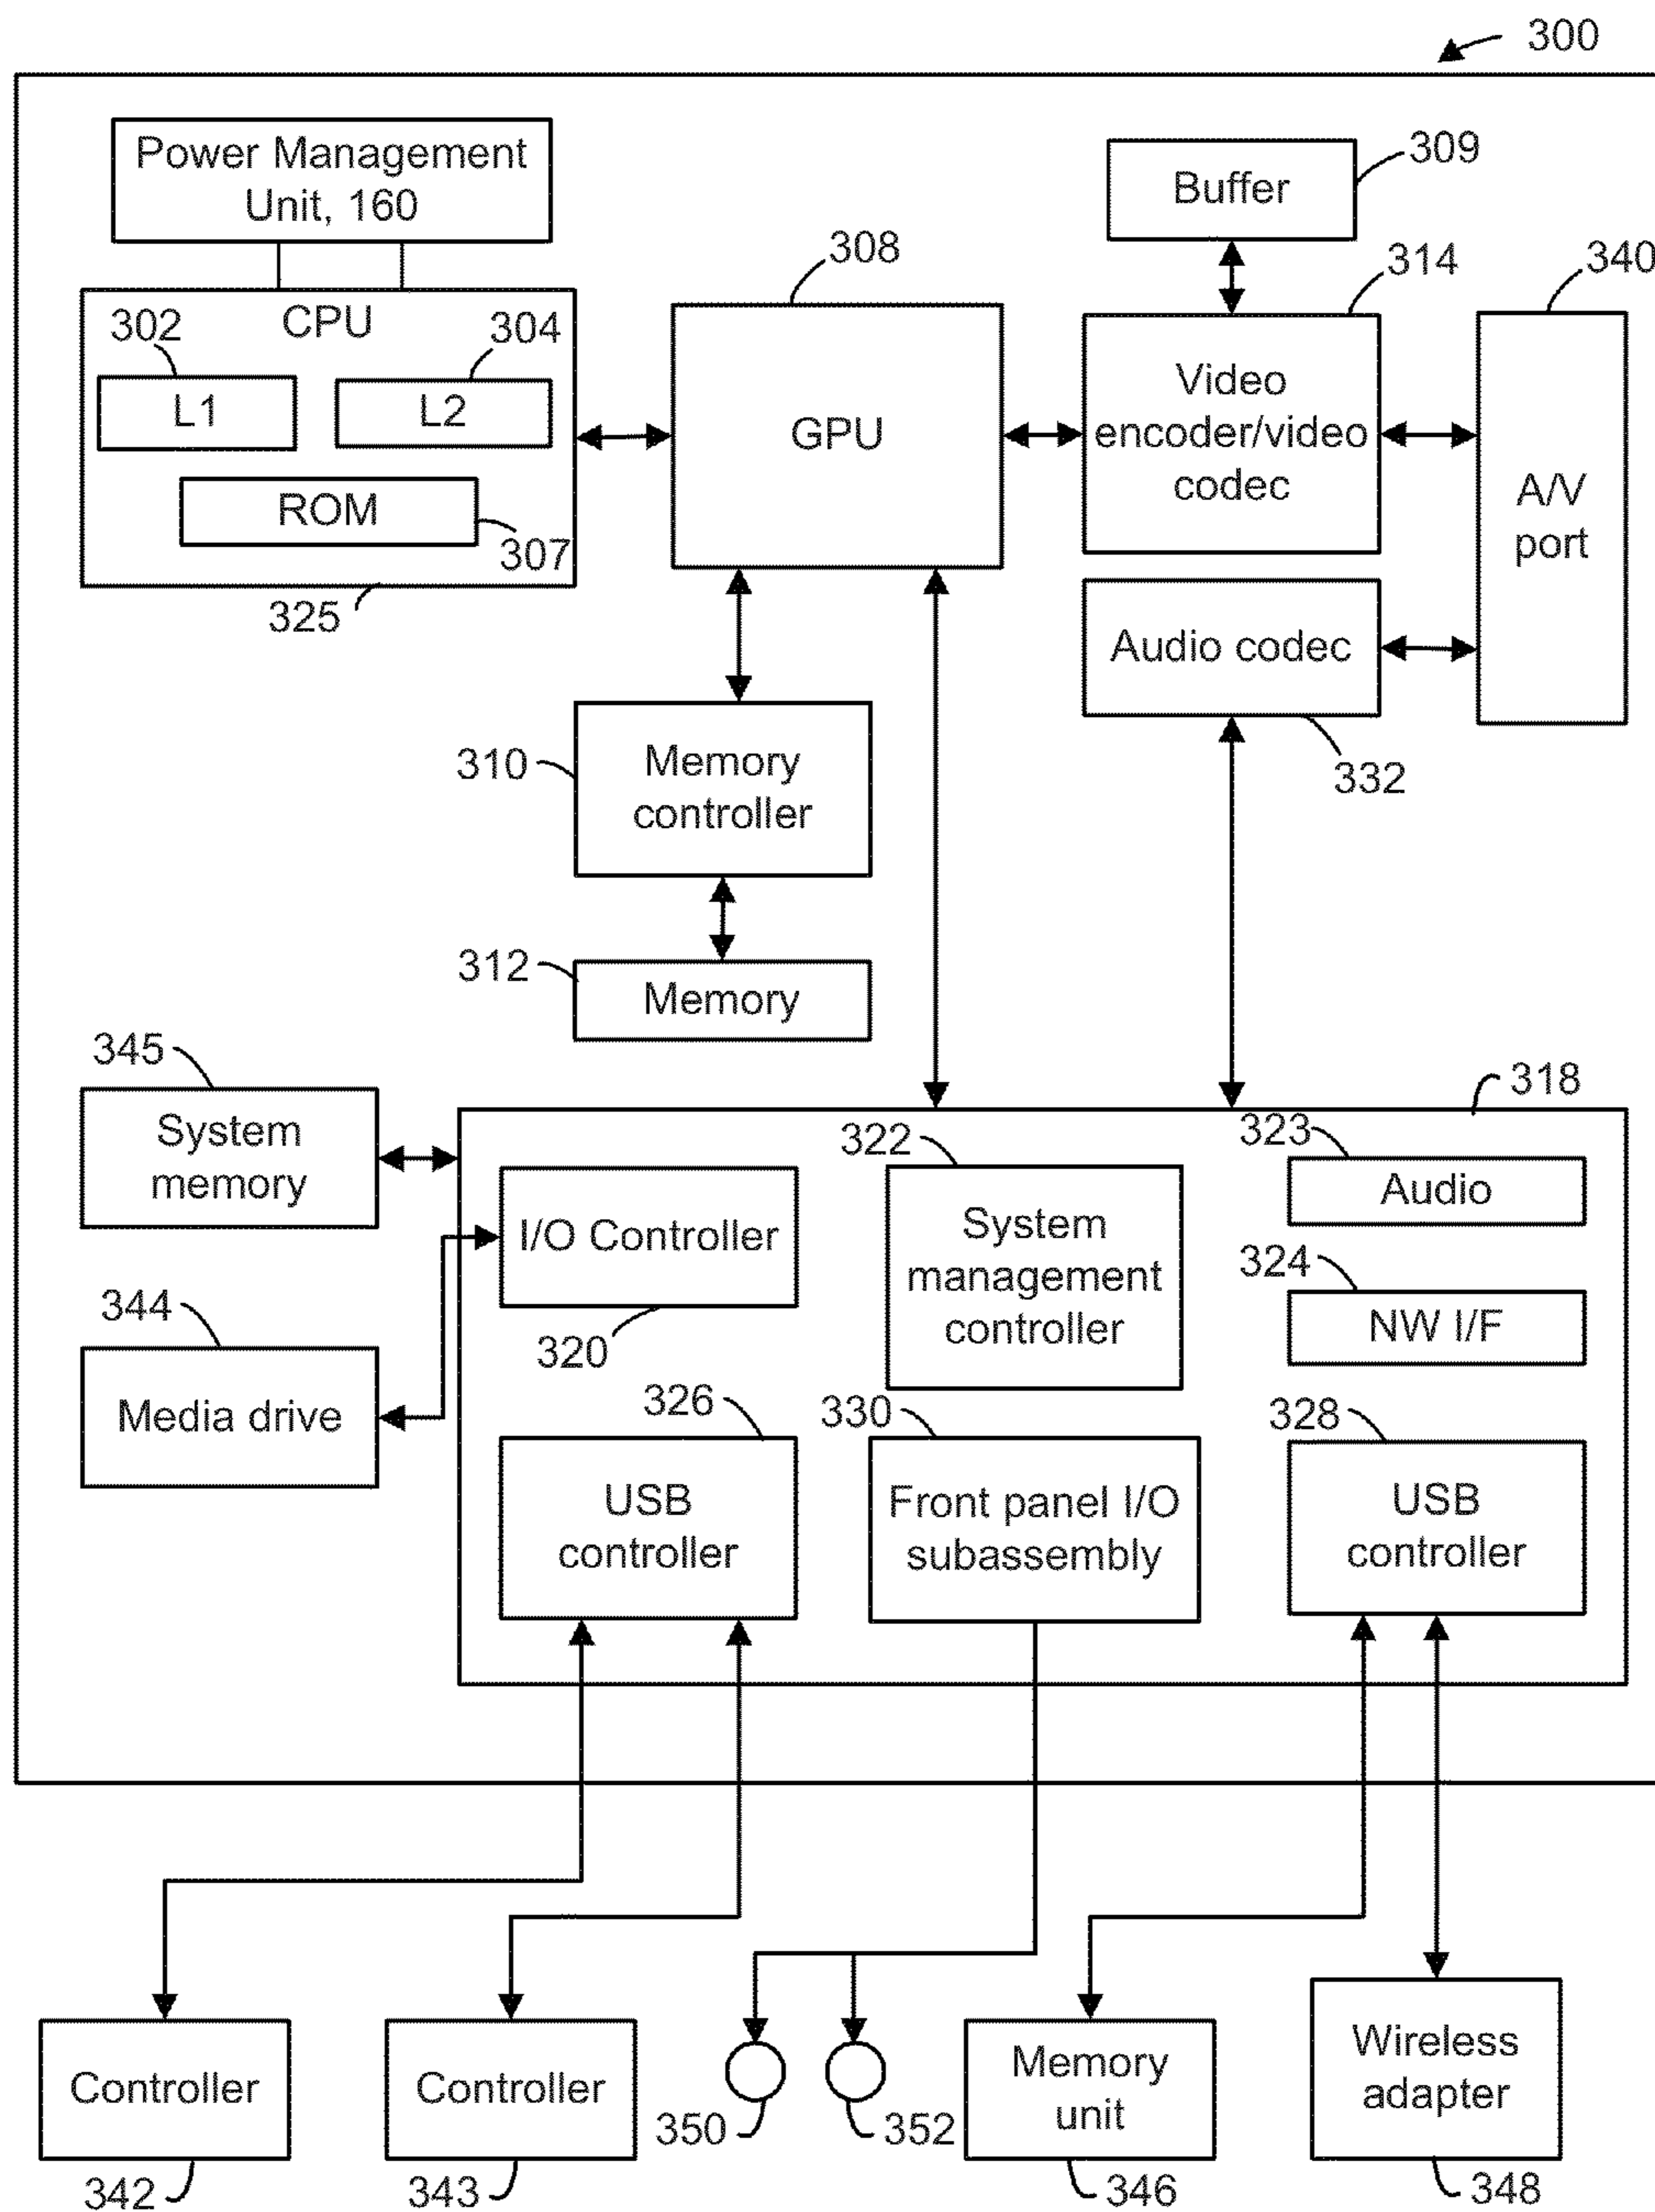 300
Power Management
Unit, 160
Buffer
309
308
314
340
CPU
302
304
L1
L2
ROM
307
325
GPU
Video
encoder/video
codec
A/V
port
Audio codec
332
310
Memory
controller
312
Memory
345
System
memory
318
322
323
I/O Controller
320
System
management
controller
Audio
324
NW I/F
344
Media drive
326
330
328
USB
controller
Front panel I/O
subassembly
USB
controller
Controller
342
Controller
343
350
352
Memory
unit
346
Wireless
adapter
348